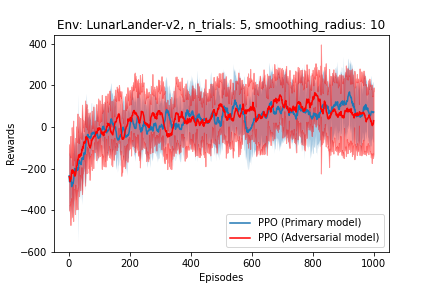 Env: LunarLander-v2, n_trials: 5, smoothing_radius: 10
400
200
0
−200
−400
−600
Rewards
PPO (Primary model)
PPO (Adversarial model)
0 200 400 600 800 1000
Episodes